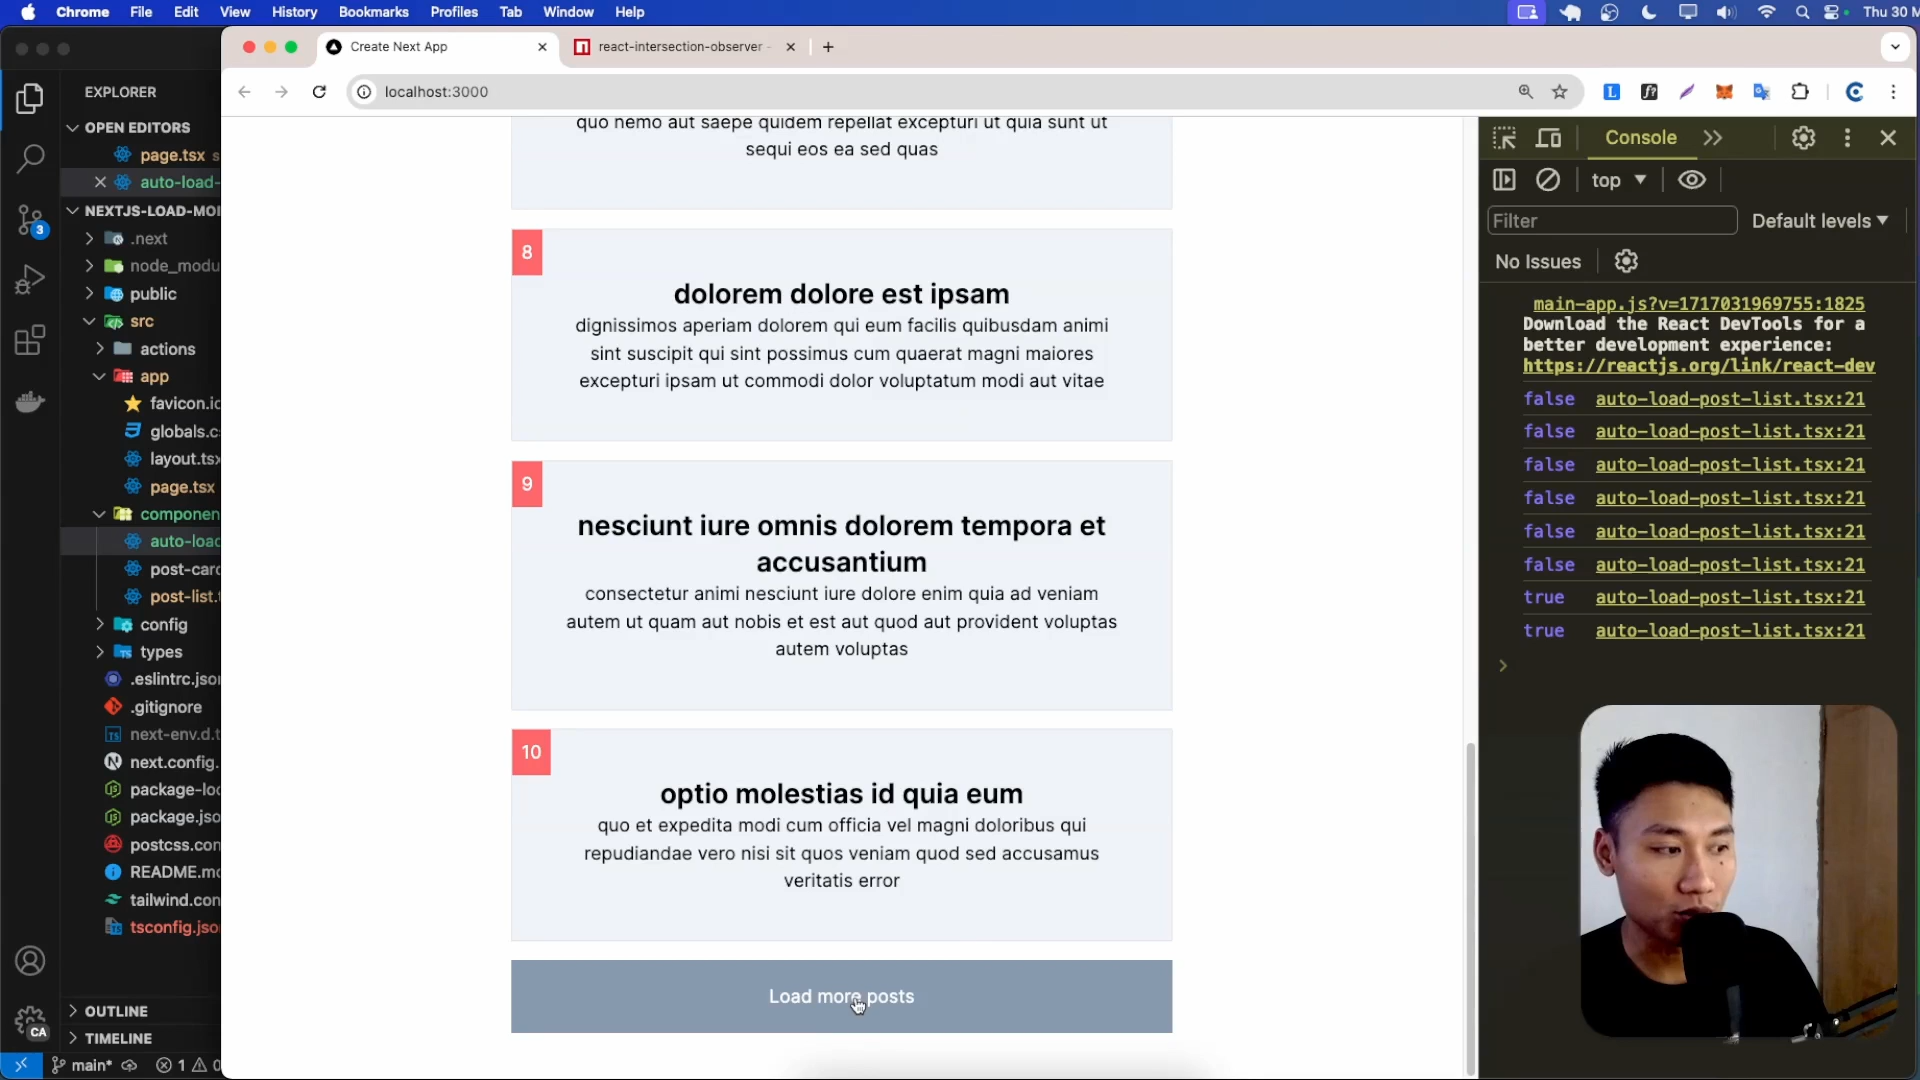 Chrome File Edit View History Bookmarks Profiles Tab Window Help
Thu 30 M
Create Next App
react-intersection-observer -
localhost:3000
EXPLORER
OPEN EDITORS
page.tsx s
auto-load-
NEXTJS-LOAD-MOR
.next
node_modu
public
src
actions
app
favicon.ic
globals.c
layout.tsx
page.tsx
componen
auto-load
post-card
post-list.t
config
types
.eslintrc.json
.gitignore
next-env.d.t
next.config.
package-loc
package.jso
postcss.con
README.mc
tailwind.con
tsconfig.jso
OUTLINE
TIMELINE
3
CA
main*
1
0
quo nemo aut saepe quidem repellat excepturi ut quia sunt ut
sequi eos ea sed quas
8
dolorem dolore est ipsam
dignissimos aperiam dolorem qui eum facilis quibusdam animi
sint suscipit qui sint possimus cum quaerat magni maiores
excepturi ipsam ut commodi dolor voluptatum modi aut vitae
9
nesciunt iure omnis dolorem tempora et
accusantium
consectetur animi nesciunt iure dolore enim quia ad veniam
autem ut quam aut nobis et est aut quod aut provident voluptas
autem voluptas
10
optio molestias id quia eum
quo et expedita modi cum officia vel magni doloribus qui
repudiandae vero nisi sit quos veniam quod sed accusamus
veritatis error
Load more posts
Console
top
Filter
Default levels
No Issues
main-app.js?v=1717031969755:1825
Download the React DevTools for a
better development experience:
https://reactjs.org/link/react-dev
false auto-load-post-list.tsx:21
false auto-load-post-list.tsx:21
false auto-load-post-list.tsx:21
false auto-load-post-list.tsx:21
false auto-load-post-list.tsx:21
false auto-load-post-list.tsx:21
true auto-load-post-list.tsx:21
true auto-load-post-list.tsx:21